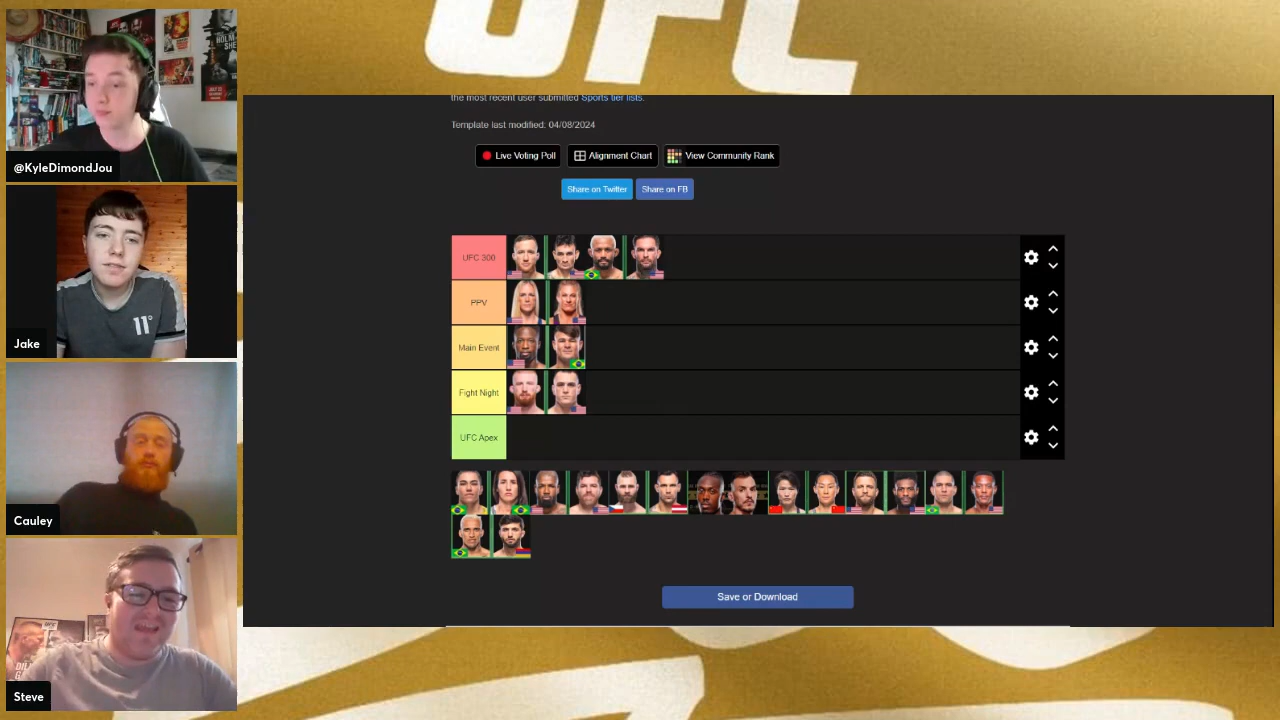 UFC
the most recent user submitted Sports tier lists.
Template last modified: 04/08/2024
Live Voting Poll
Alignment Chart
View Community Rank
Share on Twitter
Share on FB
UFC 300
PPV
Main Event
Fight Night
UFC Apex
Save or Download
@KyleDimondJou
11°
Jake
Cauley
Steve